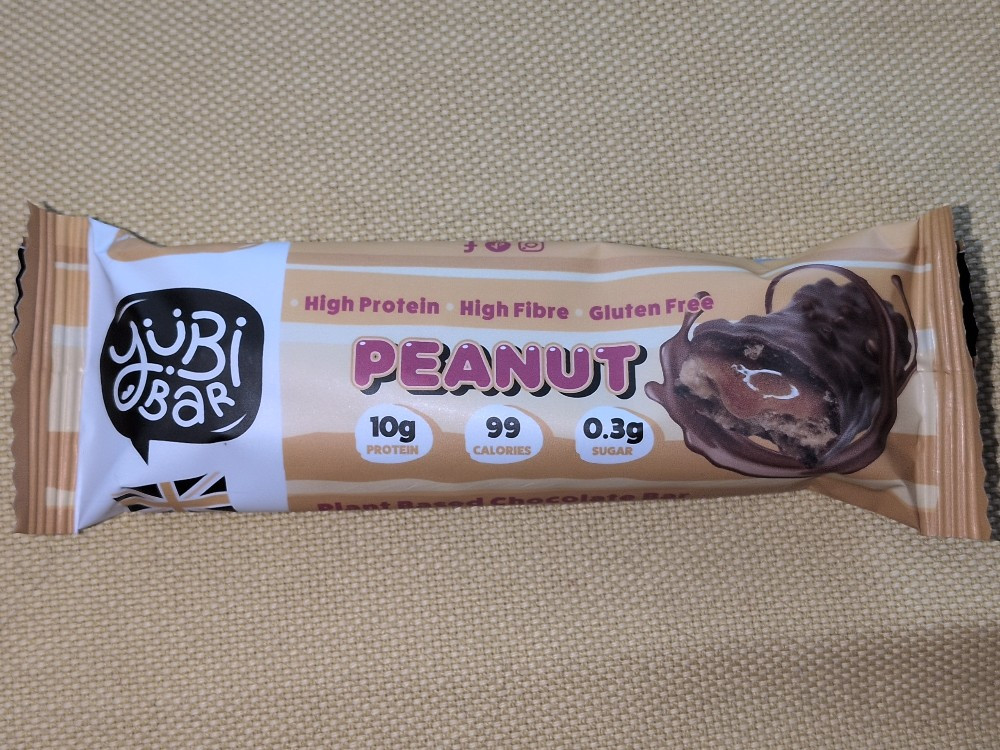 YÜBi
BaR
• High Protein • High Fibre • Gluten Free
PEANUT
10g
PROTEIN
99
CALORIES
0.3g
SUGAR
Plant Based Chocolate Bar